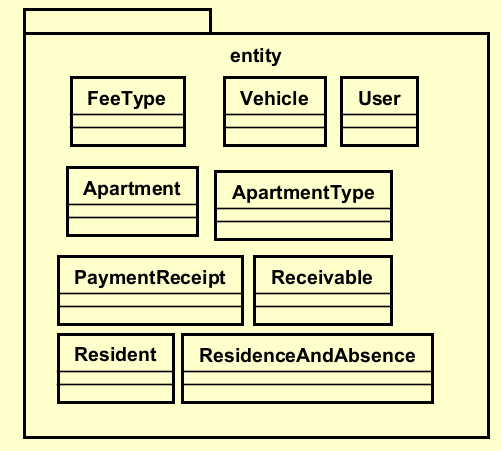 entity
FeeType
Vehicle
User
Apartment
ApartmentType
PaymentReceipt
Receivable
Resident
ResidenceAndAbsence